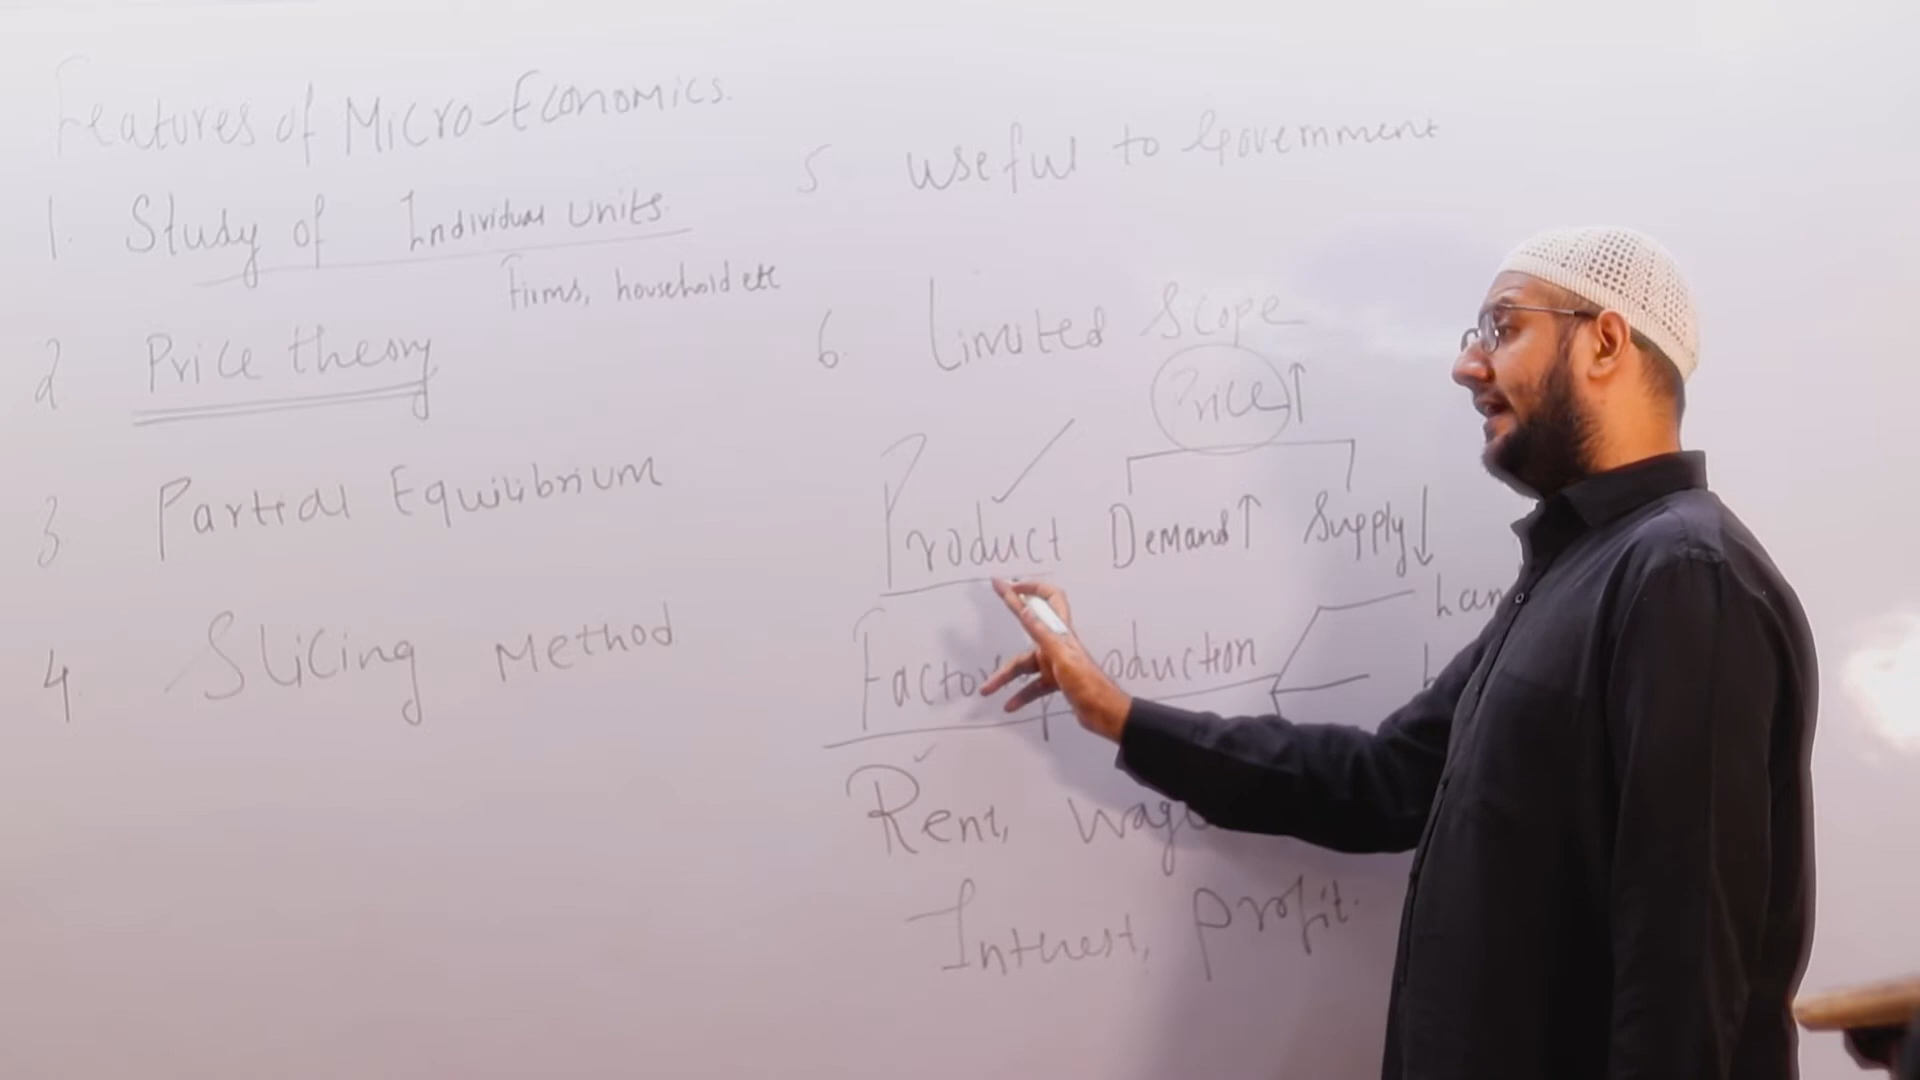 Features of Micro-Economics.
1. Study of Individual units.
Firms, household etc
2 Price theory
3 Partial Equilibrium
4. Slicing Method
5 useful to Government
6. Limited Scope
Price↑
Product Demand↑ Supply↓
Rent,
Interest, Profit.